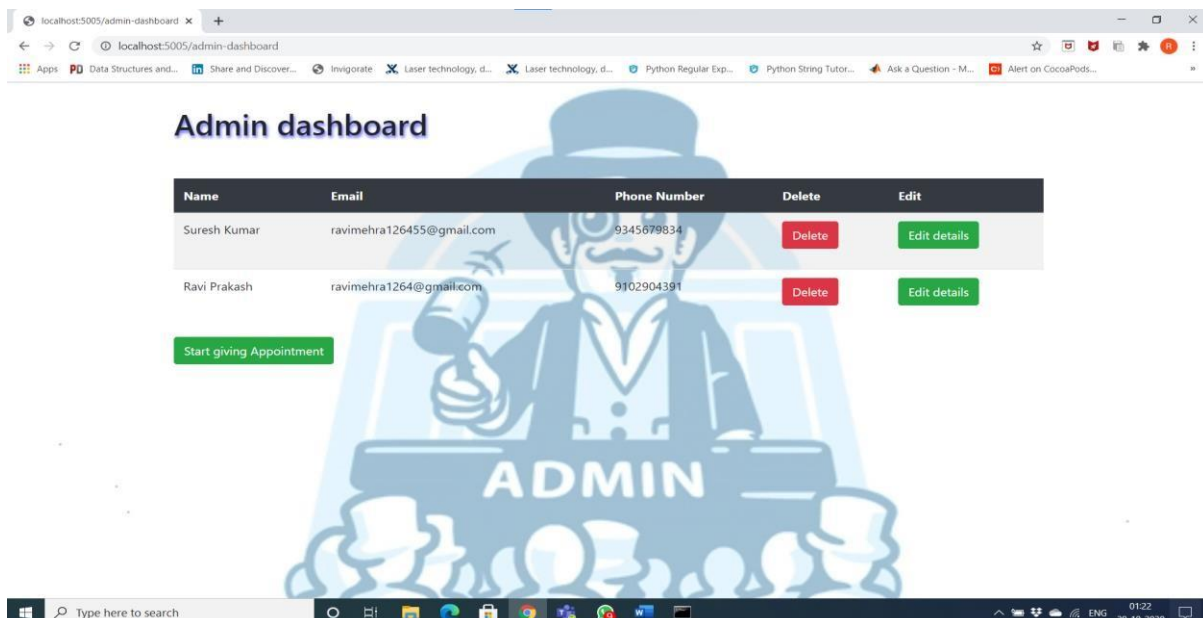 localhost:5005/admin-dashboard
localhost:5005/admin-dashboard
Apps Data Structures and... Share and Discover... Invigorate Laser technology, d... Laser technology, d... Python Regular Exp... Python String Tutor... Ask a Question - M... Alert on CocoaPods...
Admin dashboard
Name Email Phone Number Delete Edit
Suresh Kumar ravimehra126455@gmail.com 9345679834 Delete Edit details
Ravi Prakash ravimehra1264@gmail.com 9102904391 Delete Edit details
Start giving Appointment
ADMIN
Type here to search ENG 01:22